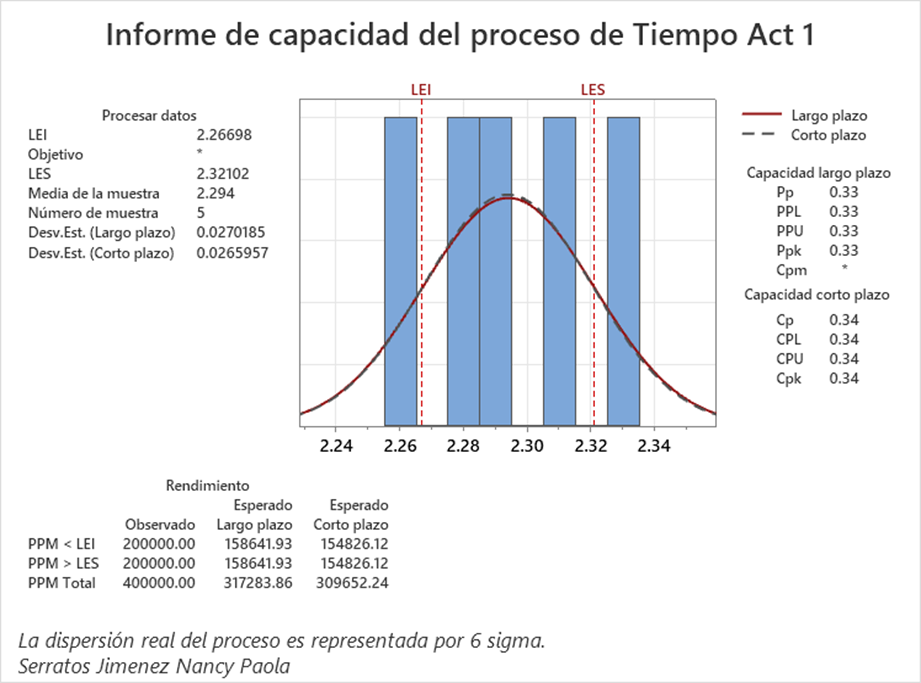 Informe de capacidad del proceso de Tiempo Act 1
Procesar datos
LEI 2.26698
Objetivo *
LES 2.32102
Media de la muestra 2.294
Número de muestra 5
Desv.Est. (Largo plazo) 0.0270185
Desv.Est. (Corto plazo) 0.0265957
LEI LES
2.24 2.26 2.28 2.30 2.32 2.34
Largo plazo
Corto plazo
Capacidad largo plazo
Pp 0.33
PPL 0.33
PPU 0.33
Ppk 0.33
Cpm *
Capacidad corto plazo
Cp 0.34
CPL 0.34
CPU 0.34
Cpk 0.34
Rendimiento
Esperado Esperado
Observado Largo plazo Corto plazo
PPM < LEI 200000.00 158641.93 154826.12
PPM > LES 200000.00 158641.93 154826.12
PPM Total 400000.00 317283.86 309652.24
La dispersión real del proceso es representada por 6 sigma.
Serratos Jimenez Nancy Paola